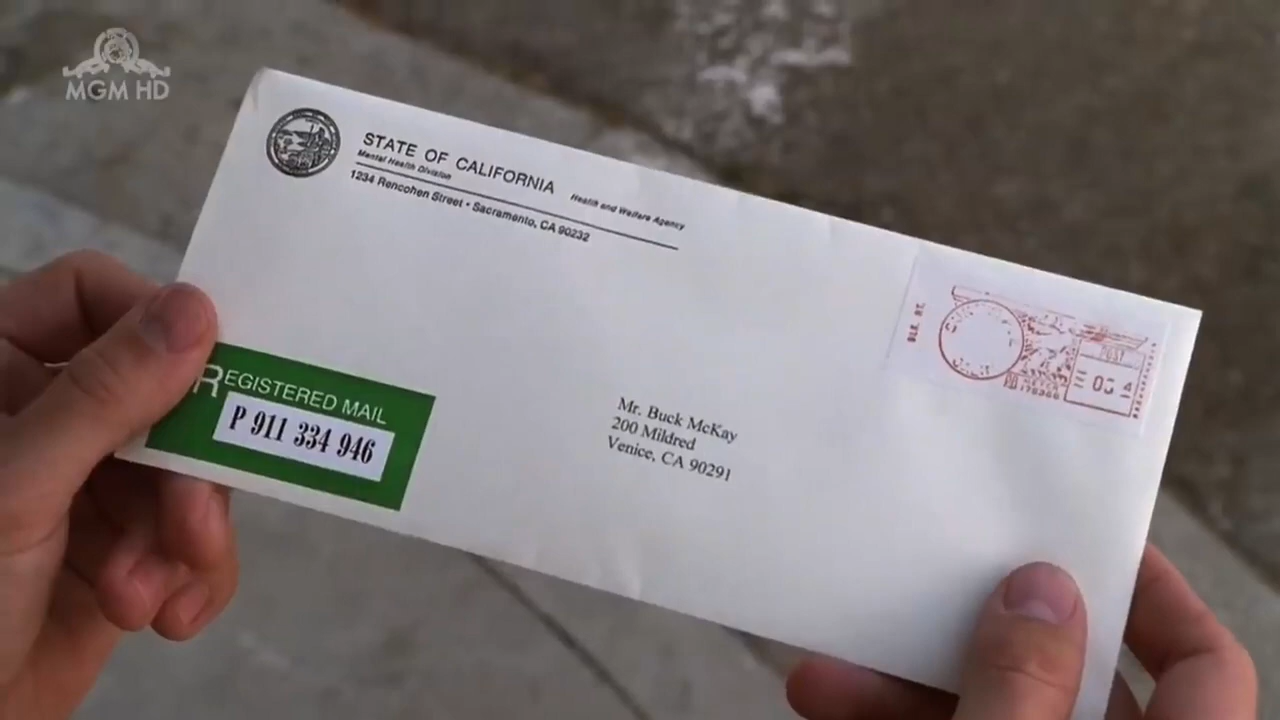 MGM HD
STATE OF CALIFORNIA
Mental Health Division
Health and Welfare Agency
1234 Rencohen Street • Sacramento, CA 90232
REGISTERED MAIL
P 911 334 946
Mr. Buck McKay
200 Mildred
Venice, CA 90291